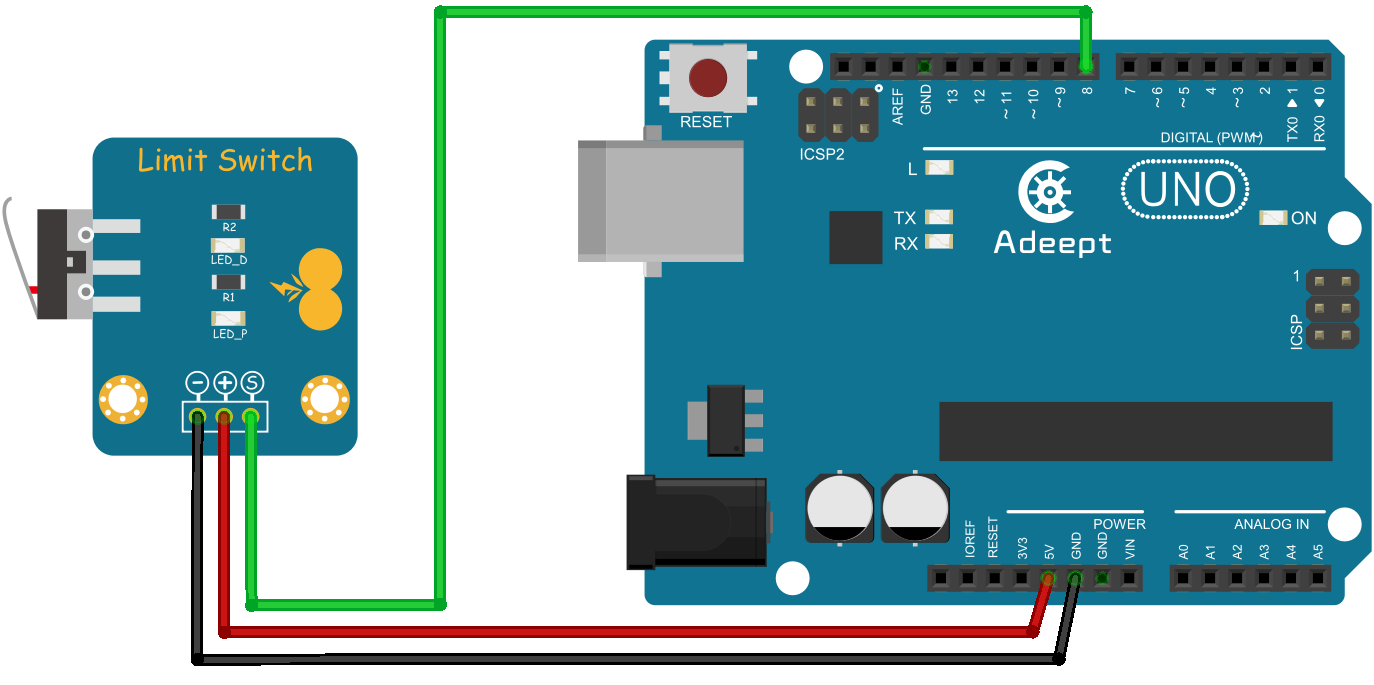 Limit Switch
R2
LED_D
R1
LED_P
− + S
RESET
ICSP2
AREF
GND
13
12
~ 11
~ 10
~ 9
8
7
~ 6
~ 5
4
~ 3
2
TX0 ▶ 1
RX0 ◀ 0
DIGITAL (PWM~)
L
TX
RX
Adeept
UNO
ON
1
ICSP
POWER
ANALOG IN
IOREF
RESET
3V3
5V
GND
GND
VIN
A0
A1
A2
A3
A4
A5